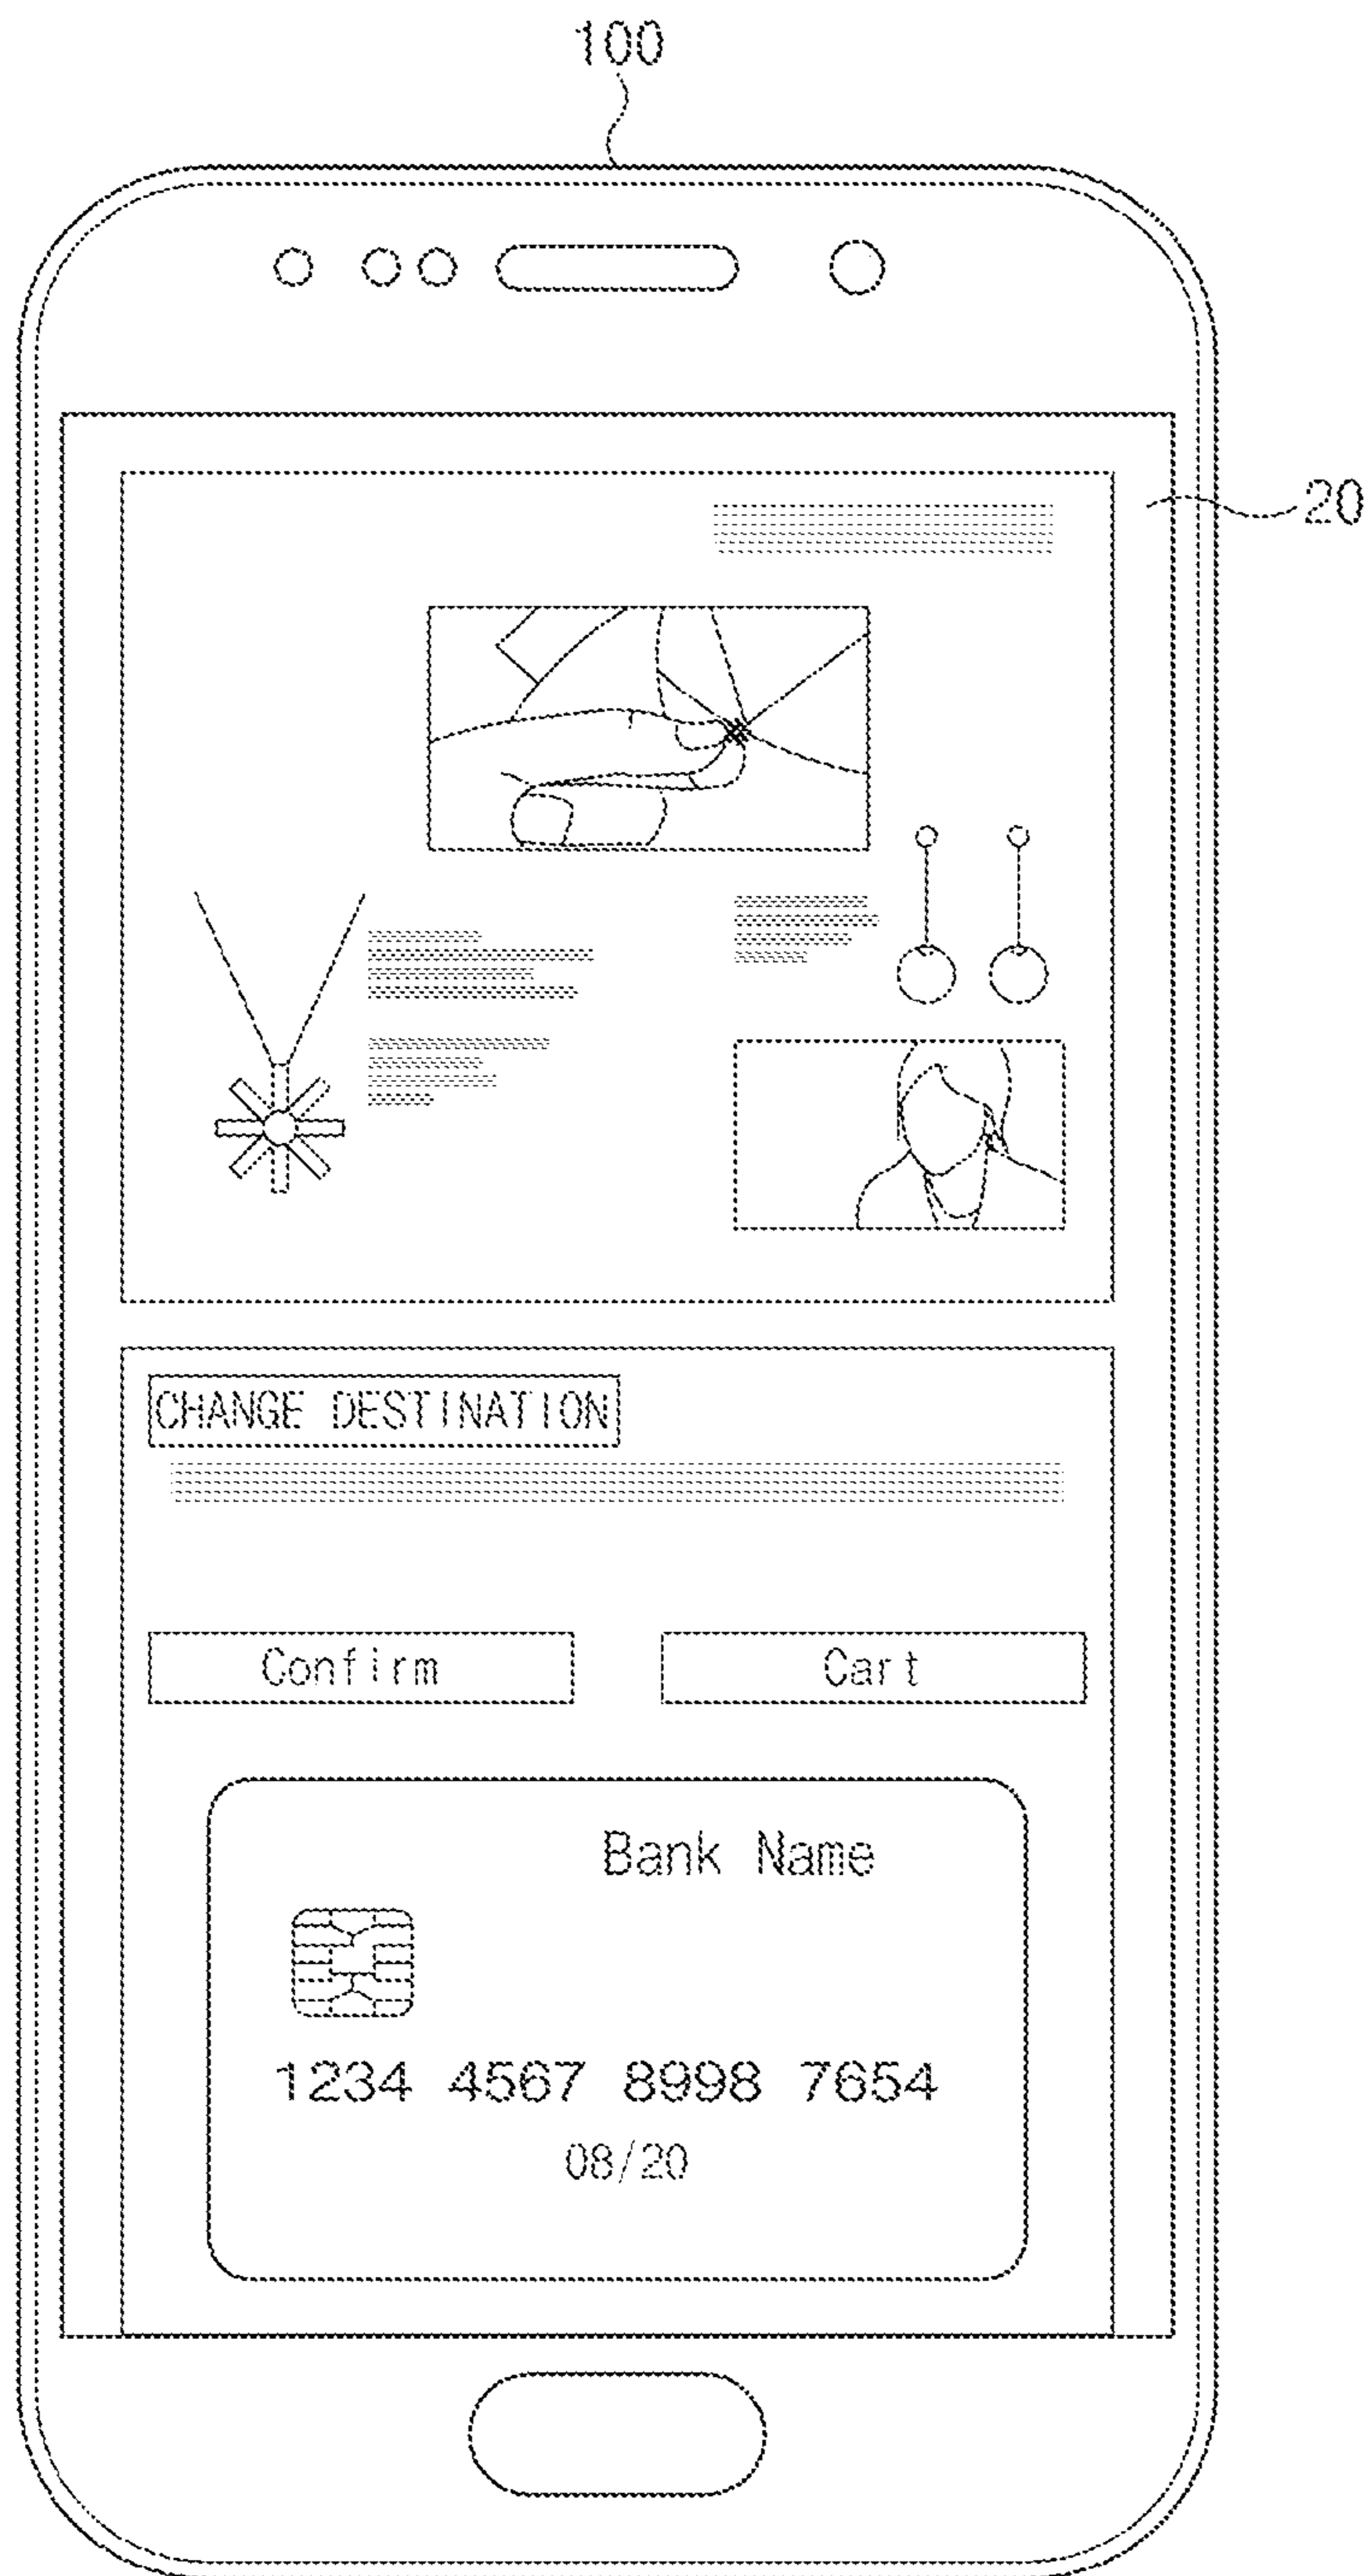 100
20
CHANGE DESTINATION
Confirm
Cart
Bank Name
1234 4567 8998 7654
08/20